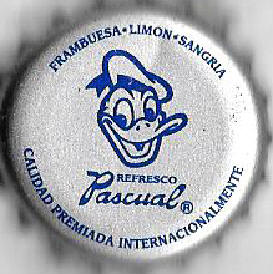 FRAMBUESA·LIMON·SANGRIA
REFRESCO
Pascual®
CALIDAD PREMIADA INTERNACIONALMENTE